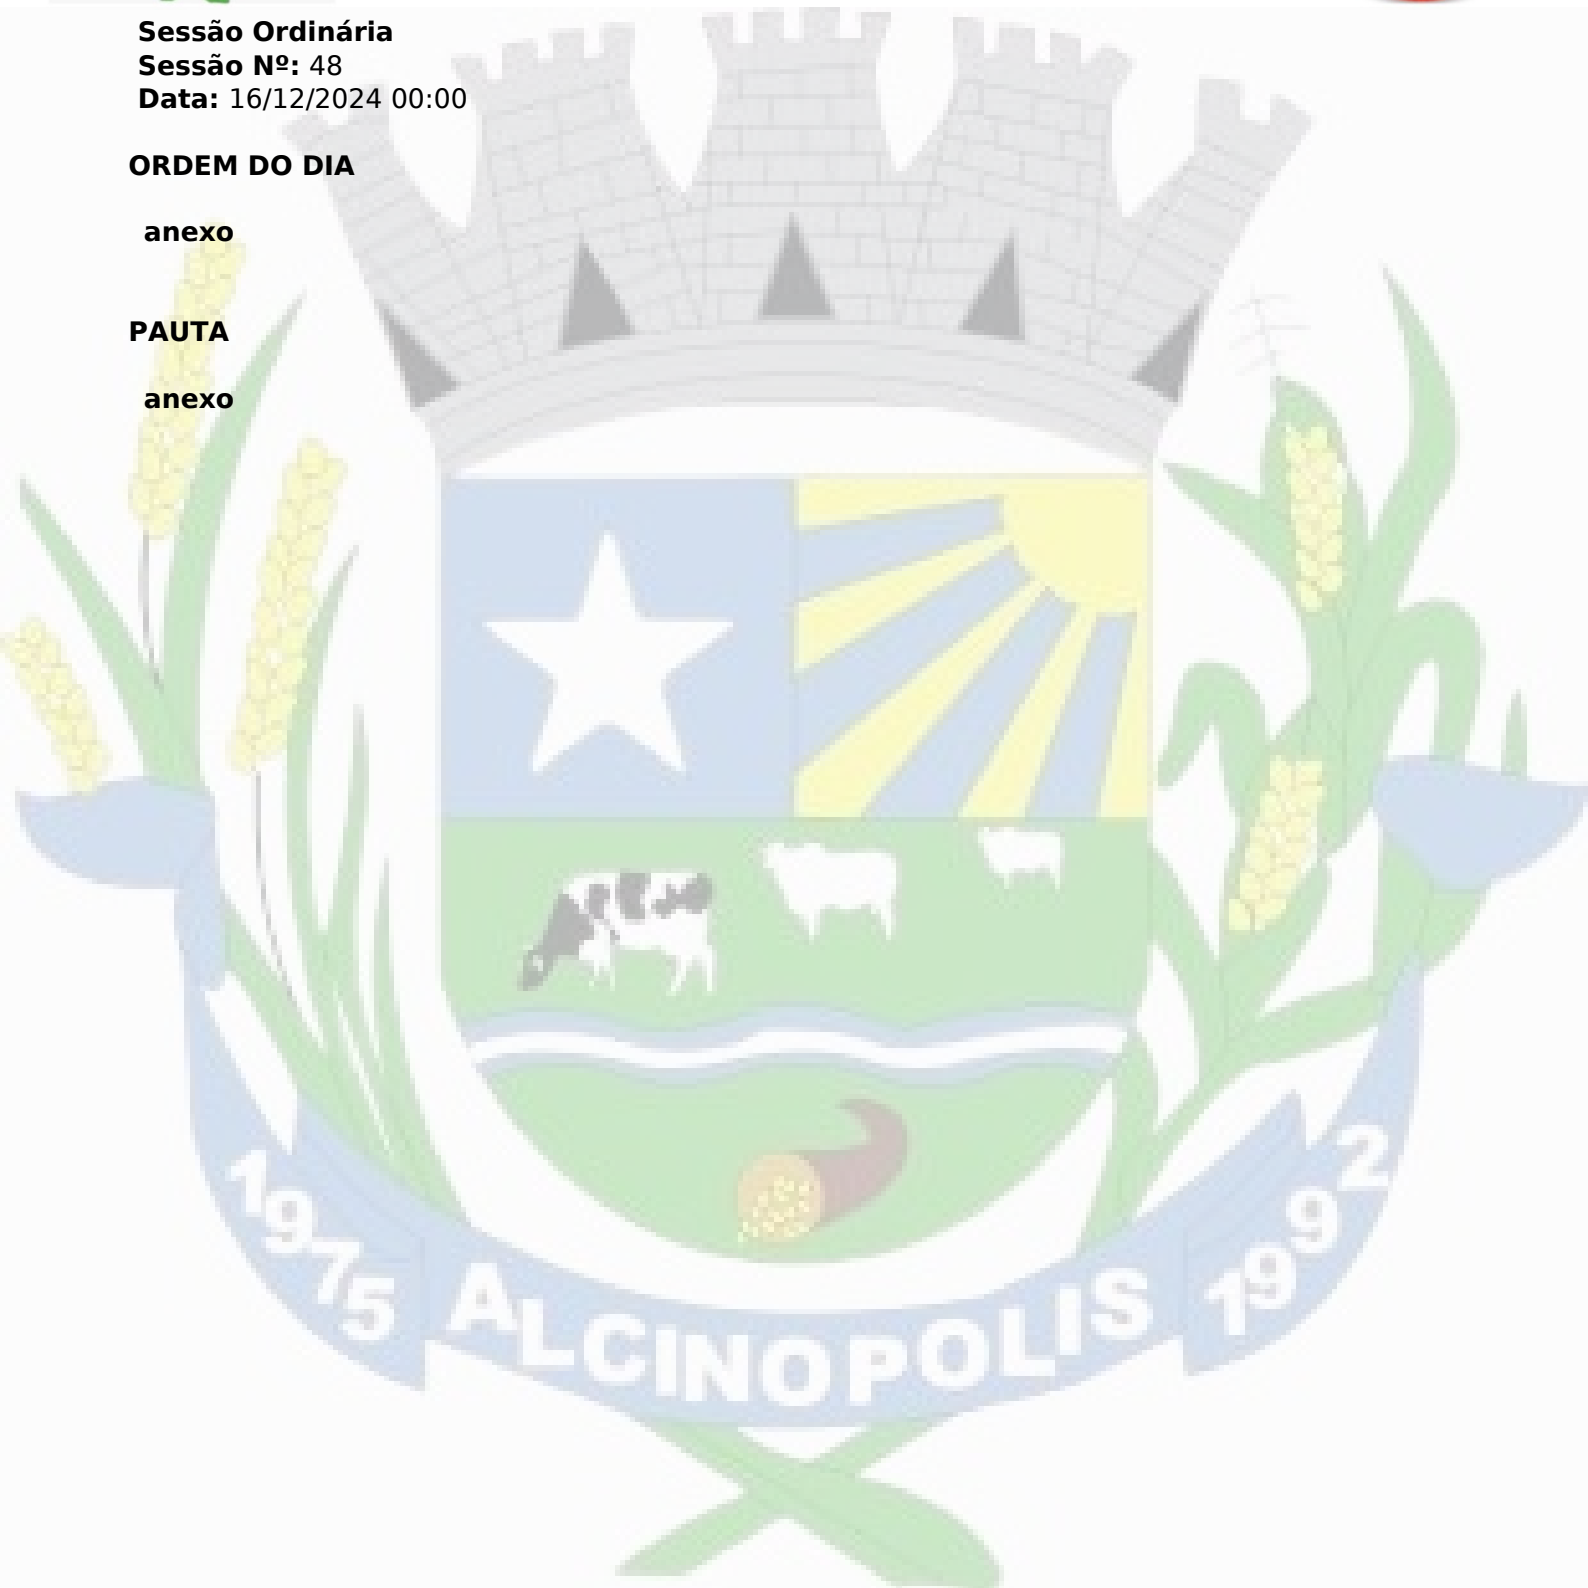 Sessão Ordinária
Sessão Nº: 48
Data: 16/12/2024 00:00
ORDEM DO DIA
anexo
PAUTA
anexo
1975 ALCINOPOLIS 1992